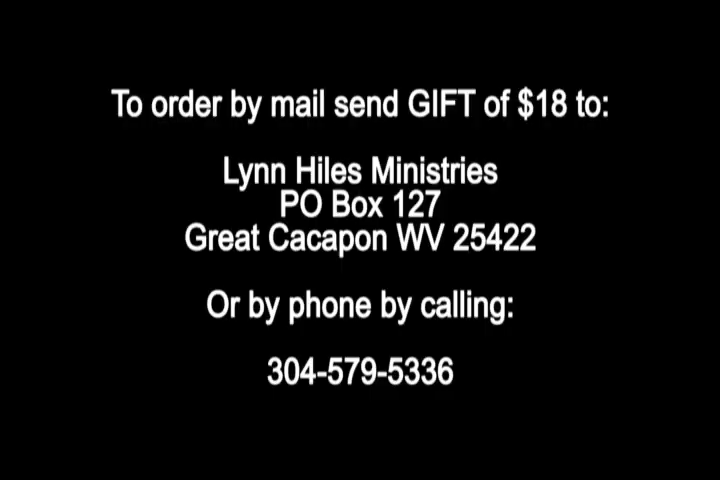 To order by mail send GIFT of $18 to:
Lynn Hiles Ministries
PO Box 127
Great Cacapon WV 25422
Or by phone by calling:
304-579-5336